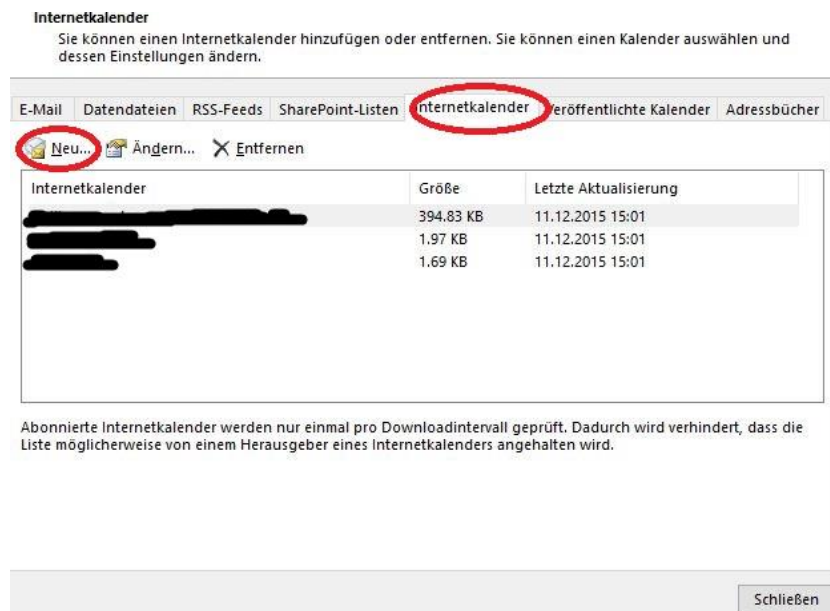 Internetkalender
Sie können einen Internetkalender hinzufügen oder entfernen. Sie können einen Kalender auswählen und
dessen Einstellungen ändern.
E-Mail Datendateien RSS-Feeds SharePoint-Listen Internetkalender Veröffentlichte Kalender Adressbücher
Neu... Ändern... Entfernen
Internetkalender Größe Letzte Aktualisierung
394.83 KB 11.12.2015 15:01
1.97 KB 11.12.2015 15:01
1.69 KB 11.12.2015 15:01
Abonnierte Internetkalender werden nur einmal pro Downloadintervall geprüft. Dadurch wird verhindert, dass die
Liste möglicherweise von einem Herausgeber eines Internetkalenders angehalten wird.
Schließen